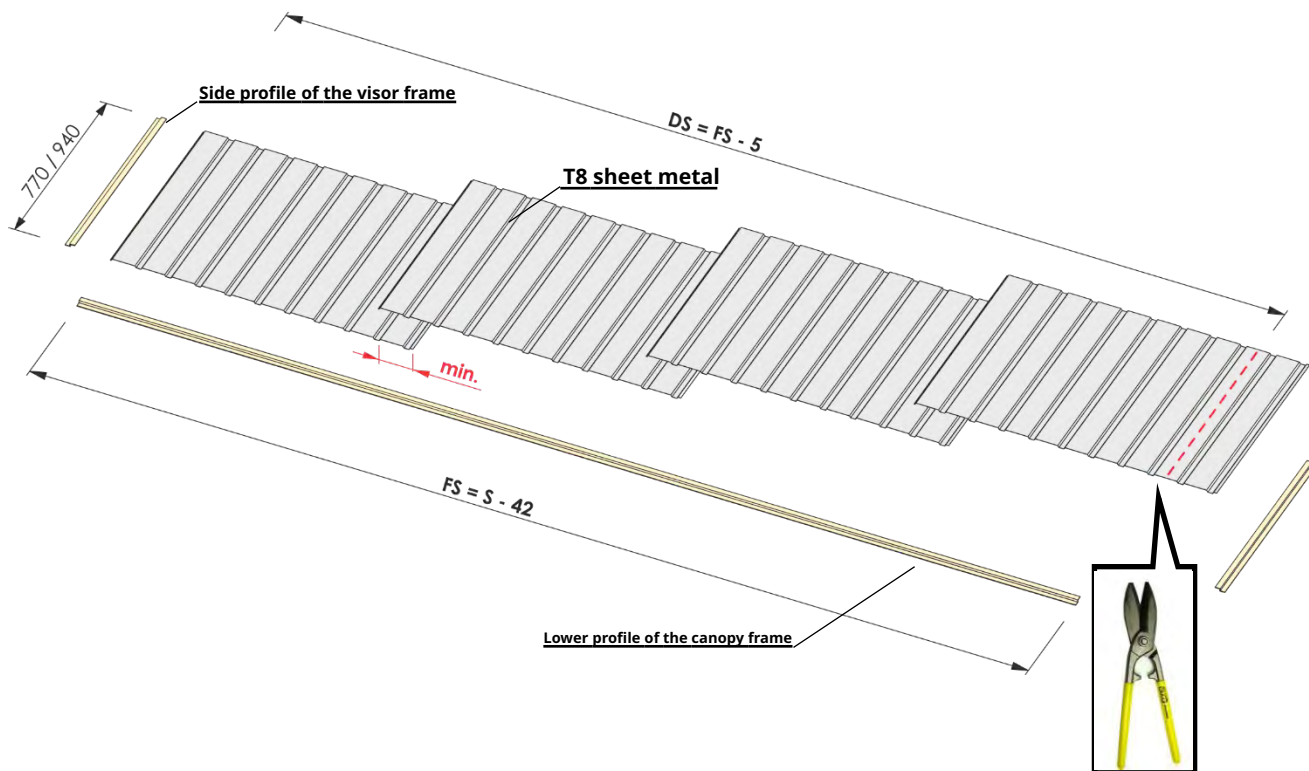 Side profile of the visor frame
770 / 940
DS = FS - 5
T8 sheet metal
min.
FS = S - 42
Lower profile of the canopy frame